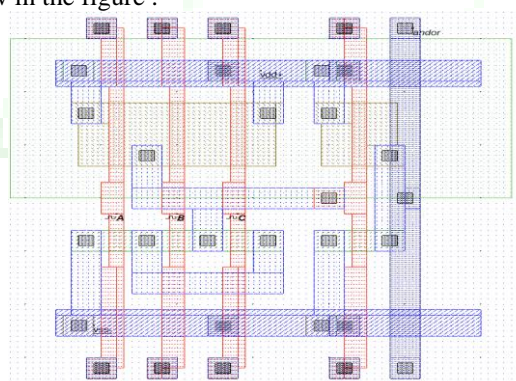 w in the figure .
andor
Vdd+
A
B
C
Vss-